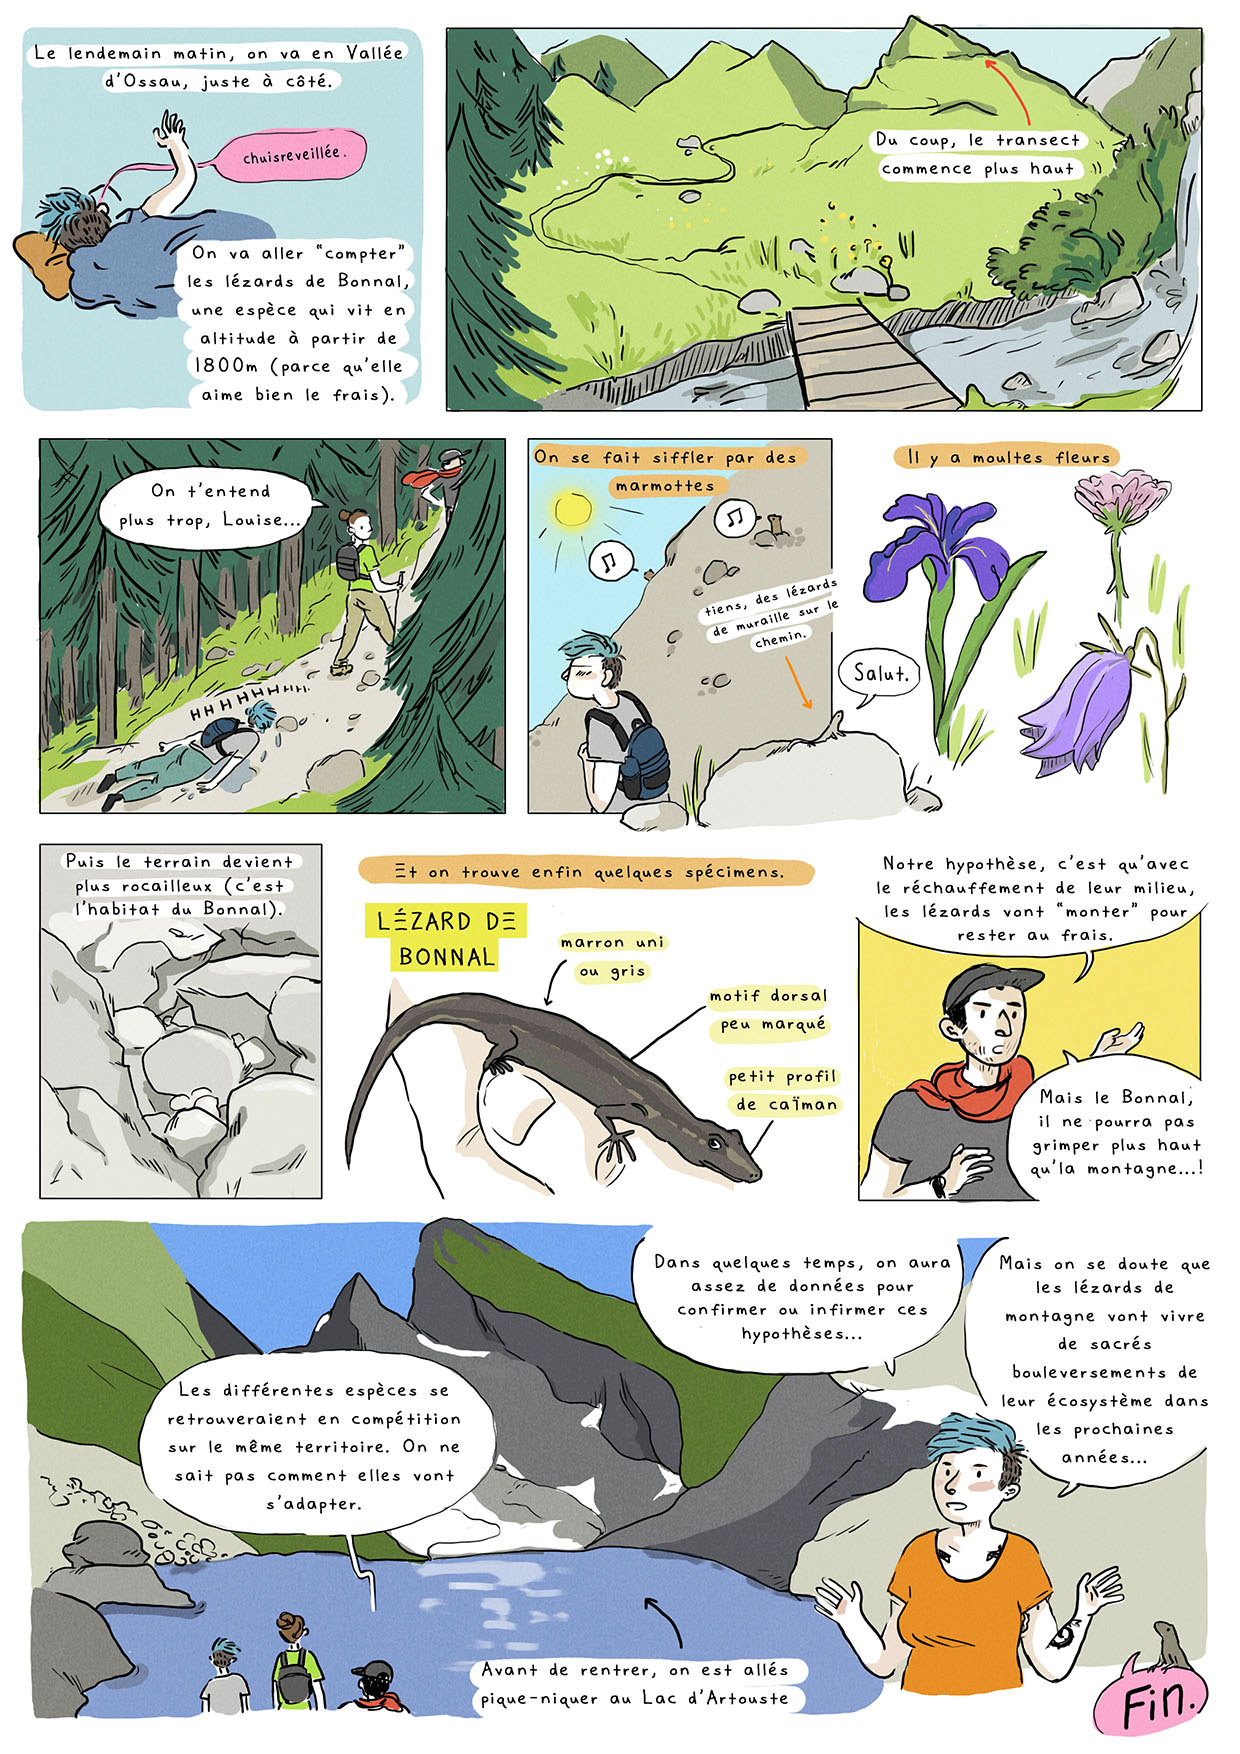 Le lendemain matin, on va en Vallée
d'Ossau, juste à côté.
chuisreveillée.
On va aller "compter"
les lézards de Bonnal,
une espèce qui vit en
altitude à partir de
1800m (parce qu'elle
aime bien le frais).
Du coup, le transect
commence plus haut
On t'entend
plus trop, Louise...
HHHHHHHHH
On se fait siffler par des
marmottes
tiens, des lézards
de muraille sur le
chemin.
Salut.
Il y a moultes fleurs
Puis le terrain devient
plus rocailleux (c'est
l'habitat du Bonnal).
Et on trouve enfin quelques spécimens.
LÉZARD DE
BONNAL
marron uni
ou gris
motif dorsal
peu marqué
petit profil
de caïman
Notre hypothèse, c'est qu'avec
le réchauffement de leur milieu,
les lézards vont "monter" pour
rester au frais.
Mais le Bonnal,
il ne pourra pas
grimper plus haut
qu'la montagne...!
Les différentes espèces se
retrouveraient en compétition
sur le même territoire. On ne
sait pas comment elles vont
s'adapter.
Dans quelques temps, on aura
assez de données pour
confirmer ou infirmer ces
hypothèses...
Mais on se doute que
les lézards de
montagne vont vivre
de sacrés
bouleversements de
leur écosystème dans
les prochaines
années...
Avant de rentrer, on est allés
pique-niquer au Lac d'Artouste
Fin.